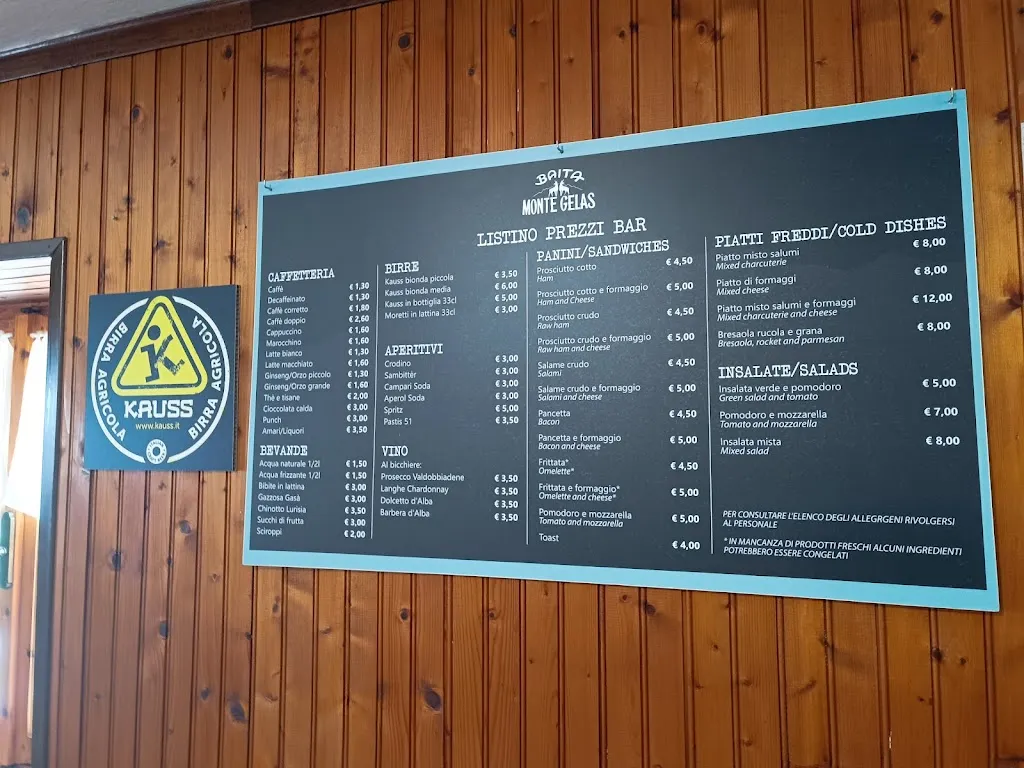 BIRRA AGRICOLA
BIRRA AGRICOLA
KAUSS
www.kauss.it
BAITA
MONTE GELAS
LISTINO PREZZI BAR
CAFFETTERIA
Caffè € 1,30
Decaffeinato € 1,30
Caffè corretto € 1,80
Caffè doppio € 2,60
Cappuccino € 1,60
Marocchino € 1,60
Latte bianco € 1,30
Latte macchiato € 1,60
Ginseng/Orzo piccolo € 1,30
Ginseng/Orzo grande € 1,60
Thè e tisane € 2,00
Cioccolata calda € 3,00
Punch € 3,00
Amari/Liquori € 3,50
BEVANDE
Acqua naturale 1/2l € 1,50
Acqua frizzante 1/2l € 1,50
Bibite in lattina € 3,00
Gazzosa Gasà € 3,00
Chinotto Lurisia € 3,50
Succhi di frutta € 3,00
Sciroppi € 2,00
BIRRE
Kauss bionda piccola € 3,50
Kauss bionda media € 6,00
Kauss in bottiglia 33cl € 5,00
Moretti in lattina 33cl € 3,00
APERITIVI
Crodino € 3,00
Sanbittèr € 3,00
Campari Soda € 3,00
Aperol Soda € 3,00
Spritz € 5,00
Pastis 51 € 3,50
VINO
Al bicchiere:
Prosecco Valdobbiadene € 3,50
Langhe Chardonnay € 3,50
Dolcetto d'Alba € 3,50
Barbera d'Alba € 3,50
PANINI/SANDWICHES
Prosciutto cotto € 4,50
Ham
Prosciutto cotto e formaggio € 5,00
Ham and Cheese
Prosciutto crudo € 4,50
Raw ham
Prosciutto crudo e formaggio € 5,00
Raw ham and cheese
Salame crudo € 4,50
Salami
Salame crudo e formaggio € 5,00
Salami and cheese
Pancetta € 4,50
Bacon
Pancetta e formaggio € 5,00
Bacon and cheese
Frittata* € 4,50
Omelette*
Frittata e formaggio* € 5,00
Omelette and cheese*
Pomodoro e mozzarella € 5,00
Tomato and mozzarella
Toast € 4,00
PIATTI FREDDI/COLD DISHES
Piatto misto salumi € 8,00
Mixed charcuterie
Piatto di formaggi € 8,00
Mixed cheese
Piatto misto salumi e formaggi € 12,00
Mixed charcuterie and cheese
Bresaola rucola e grana € 8,00
Bresaola, rocket and parmesan
INSALATE/SALADS
Insalata verde e pomodoro € 5,00
Green salad and tomato
Pomodoro e mozzarella € 7,00
Tomato and mozzarella
Insalata mista € 8,00
Mixed salad
PER CONSULTARE L'ELENCO DEGLI ALLEGRGENI RIVOLGERSI
AL PERSONALE
* IN MANCANZA DI PRODOTTI FRESCHI ALCUNI INGREDIENTI
POTREBBERO ESSERE CONGELATI